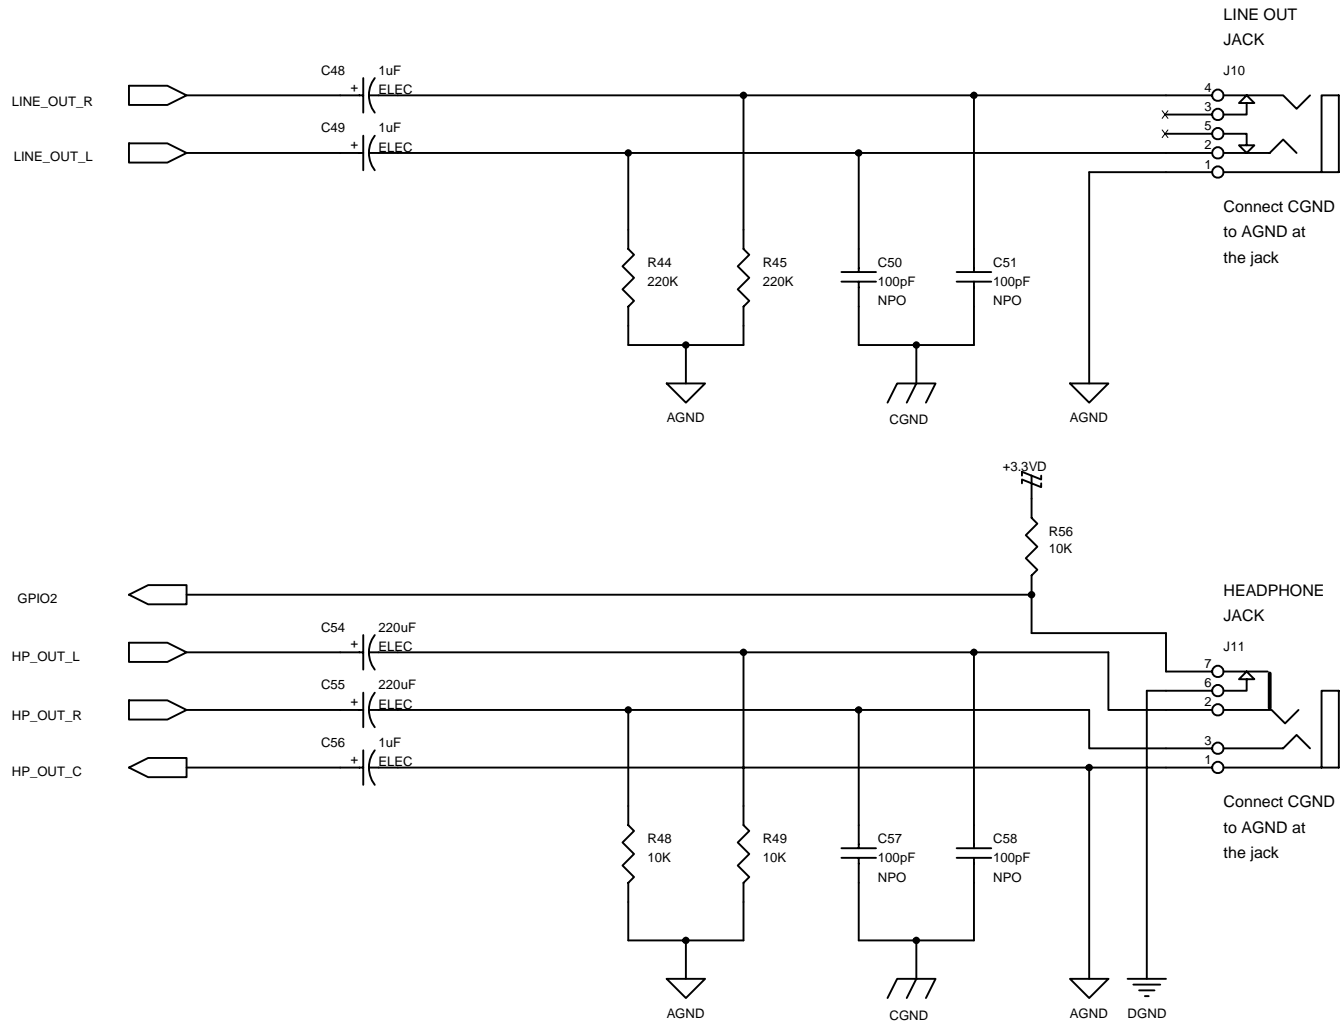 LINE OUT
JACK
J10
C48 1uF
+ ELEC
LINE_OUT_R
4
3
C49 1uF
+ ELEC
5
LINE_OUT_L
2
1
Connect CGND
to AGND at
the jack
R44
220K
R45
220K
C50
100pF
NPO
C51
100pF
NPO
AGND
CGND
AGND
+3.3VD
R56
10K
GPIO2
HEADPHONE
JACK
J11
C54 220uF
+ ELEC
HP_OUT_L
7
6
C55 220uF
+ ELEC
HP_OUT_R
2
C56 1uF
+ ELEC
HP_OUT_C
3
1
Connect CGND
to AGND at
the jack
R48
10K
R49
10K
C57
100pF
NPO
C58
100pF
NPO
AGND
CGND
AGND
DGND